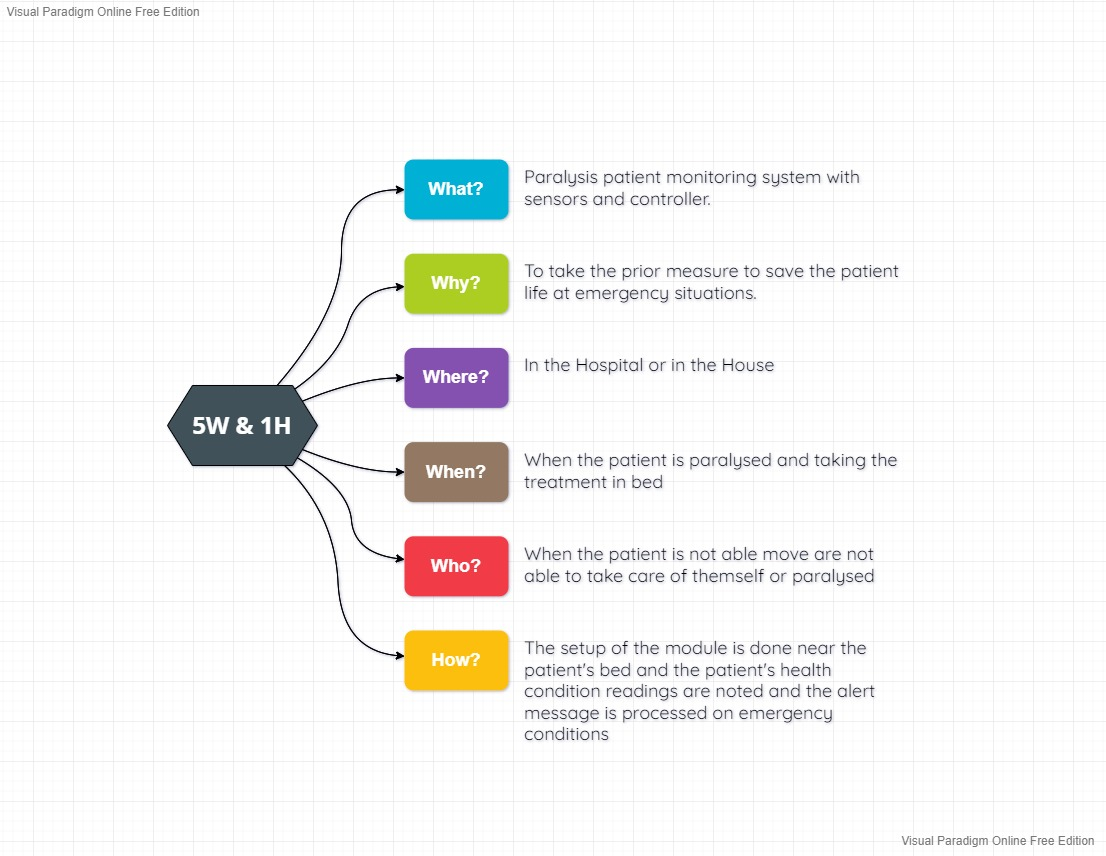 Visual Paradigm Online Free Edition
5W & 1H
What?
Paralysis patient monitoring system with
sensors and controller.
Why?
To take the prior measure to save the patient
life at emergency situations.
Where?
In the Hospital or in the House
When?
When the patient is paralysed and taking the
treatment in bed
Who?
When the patient is not able move are not
able to take care of themself or paralysed
How?
The setup of the module is done near the
patient's bed and the patient's health
condition readings are noted and the alert
message is processed on emergency
conditions
Visual Paradigm Online Free Edition